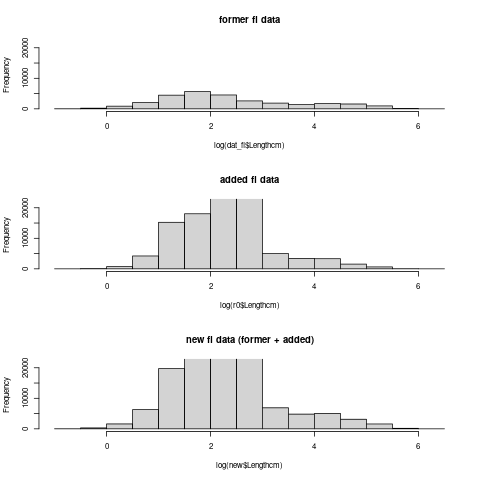 former fl data
20000
10000
0
Frequency
0 2 4 6
log(dat_fl$Lengthcm)
added fl data
20000
10000
0
Frequency
0 2 4 6
log(r0$Lengthcm)
new fl data (former + added)
20000
10000
0
Frequency
0 2 4 6
log(new$Lengthcm)